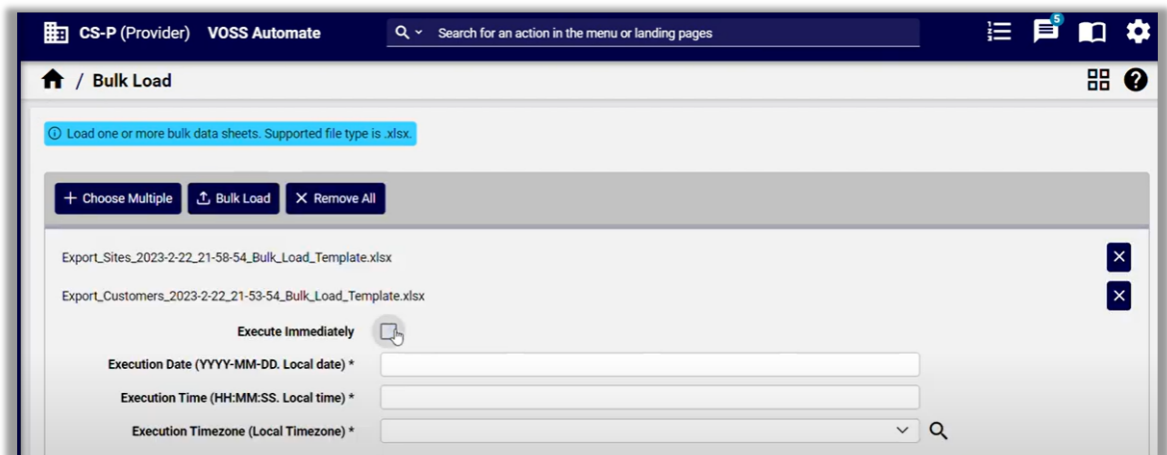 CS-P (Provider) VOSS Automate Search for an action in the menu or landing pages 5
/ Bulk Load
Load one or more bulk data sheets. Supported file type is .xlsx.
+ Choose Multiple Bulk Load Remove All
Export_Sites_2023-2-22_21-58-54_Bulk_Load_Template.xlsx
Export_Customers_2023-2-22_21-53-54_Bulk_Load_Template.xlsx
Execute Immediately
Execution Date (YYYY-MM-DD. Local date) *
Execution Time (HH:MM:SS. Local time) *
Execution Timezone (Local Timezone) *